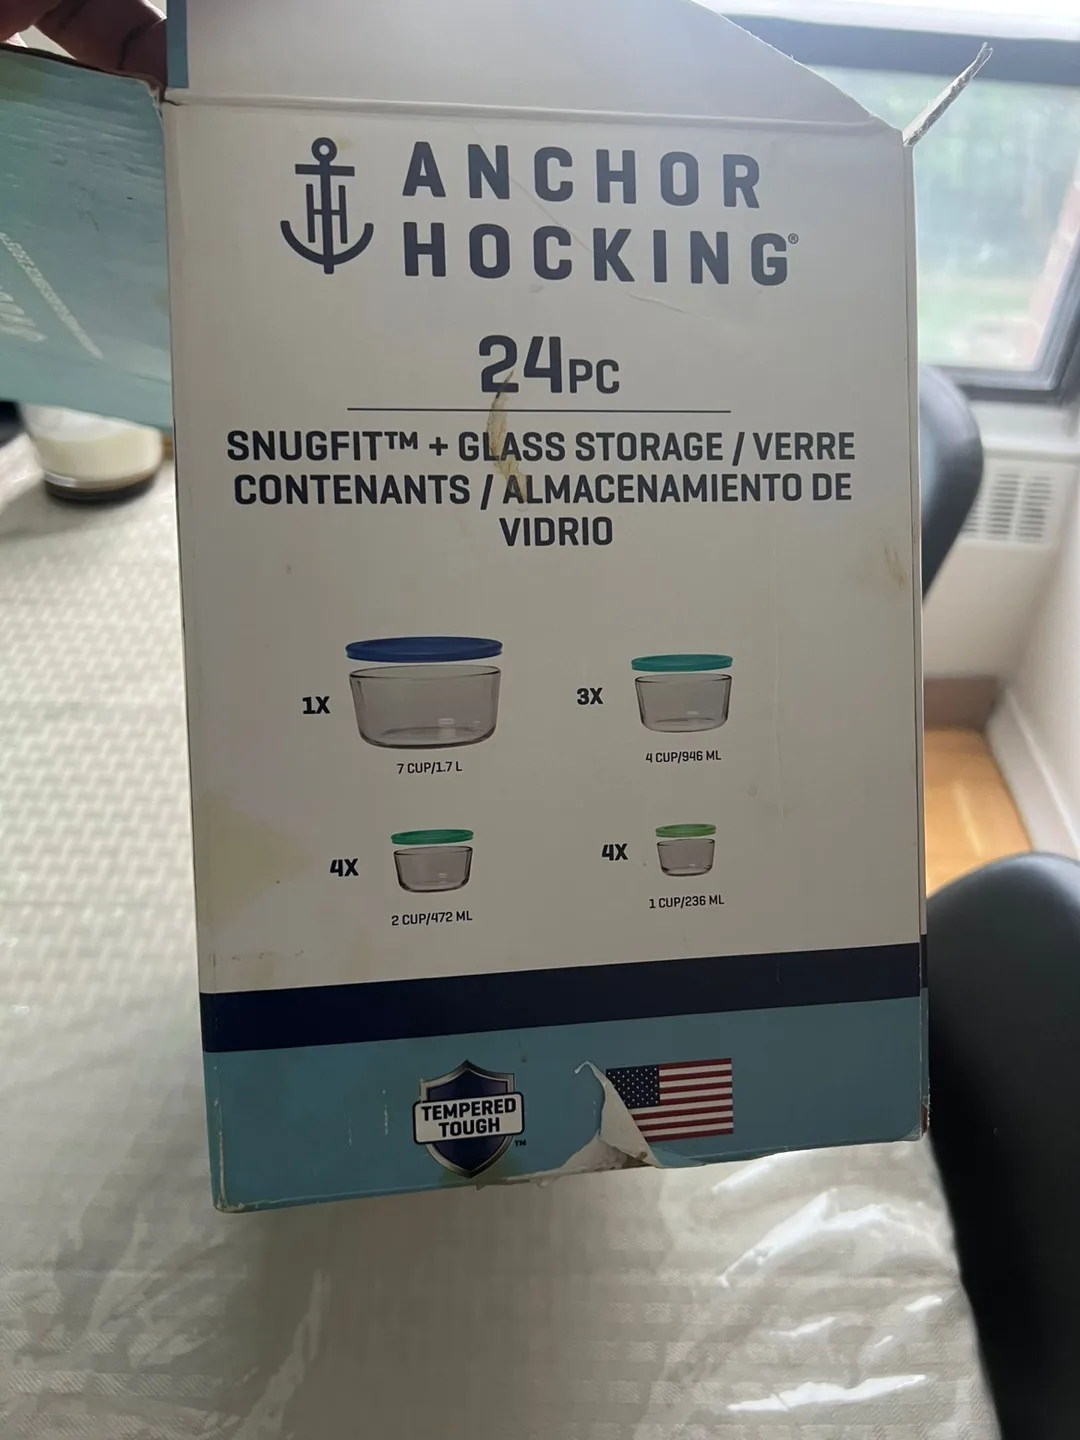 ANCHOR
HOCKING®
24PC
SNUGFIT™ + GLASS STORAGE / VERRE
CONTENANTS / ALMACENAMIENTO DE
VIDRIO
1X
7 CUP/1.7 L
3X
4 CUP/946 ML
4X
2 CUP/472 ML
4X
1 CUP/236 ML
TEMPERED
TOUGH™